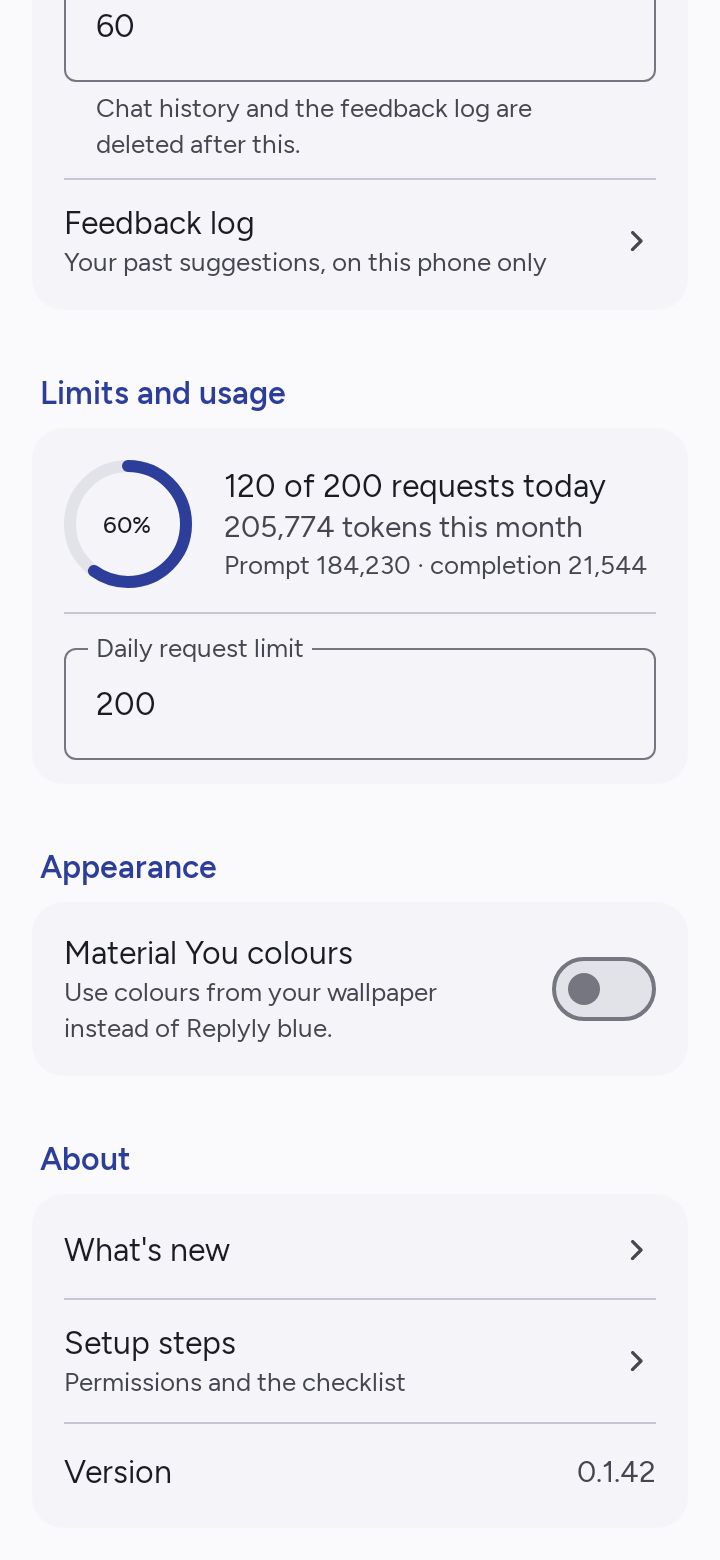 60
Chat history and the feedback log are
deleted after this.
Feedback log
Your past suggestions, on this phone only
Limits and usage
60%
120 of 200 requests today
205,774 tokens this month
Prompt 184,230 · completion 21,544
Daily request limit
200
Appearance
Material You colours
Use colours from your wallpaper
instead of Replyly blue.
About
What's new
Setup steps
Permissions and the checklist
Version
0.1.42